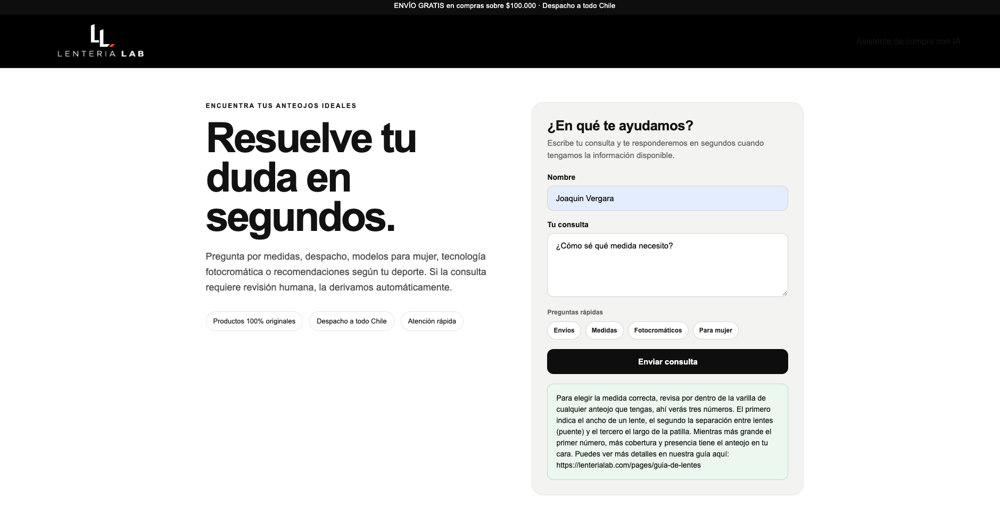 ENVÍO GRATIS en compras sobre $100.000 · Despacho a todo Chile
LL
LENTERIA LAB
Asistente de compra con IA
ENCUENTRA TUS ANTEOJOS IDEALES
Resuelve tu
duda en
segundos.
Pregunta por medidas, despacho, modelos para mujer, tecnología
fotocromática o recomendaciones según tu deporte. Si la consulta
requiere revisión humana, la derivamos automáticamente.
Productos 100% originales
Despacho a todo Chile
Atención rápida
¿En qué te ayudamos?
Escribe tu consulta y te responderemos en segundos cuando
tengamos la información disponible.
Nombre
Joaquin Vergara
Tu consulta
¿Cómo sé qué medida necesito?
Preguntas rápidas
Envíos
Medidas
Fotocromáticos
Para mujer
Enviar consulta
Para elegir la medida correcta, revisa por dentro de la varilla de
cualquier anteojo que tengas, ahí verás tres números. El primero
indica el ancho de un lente, el segundo la separación entre lentes
(puente) y el tercero el largo de la patilla. Mientras más grande el
primer número, más cobertura y presencia tiene el anteojo en tu
cara. Puedes ver más detalles en nuestra guía aquí:
https://lenterialab.com/pages/guia-de-lentes